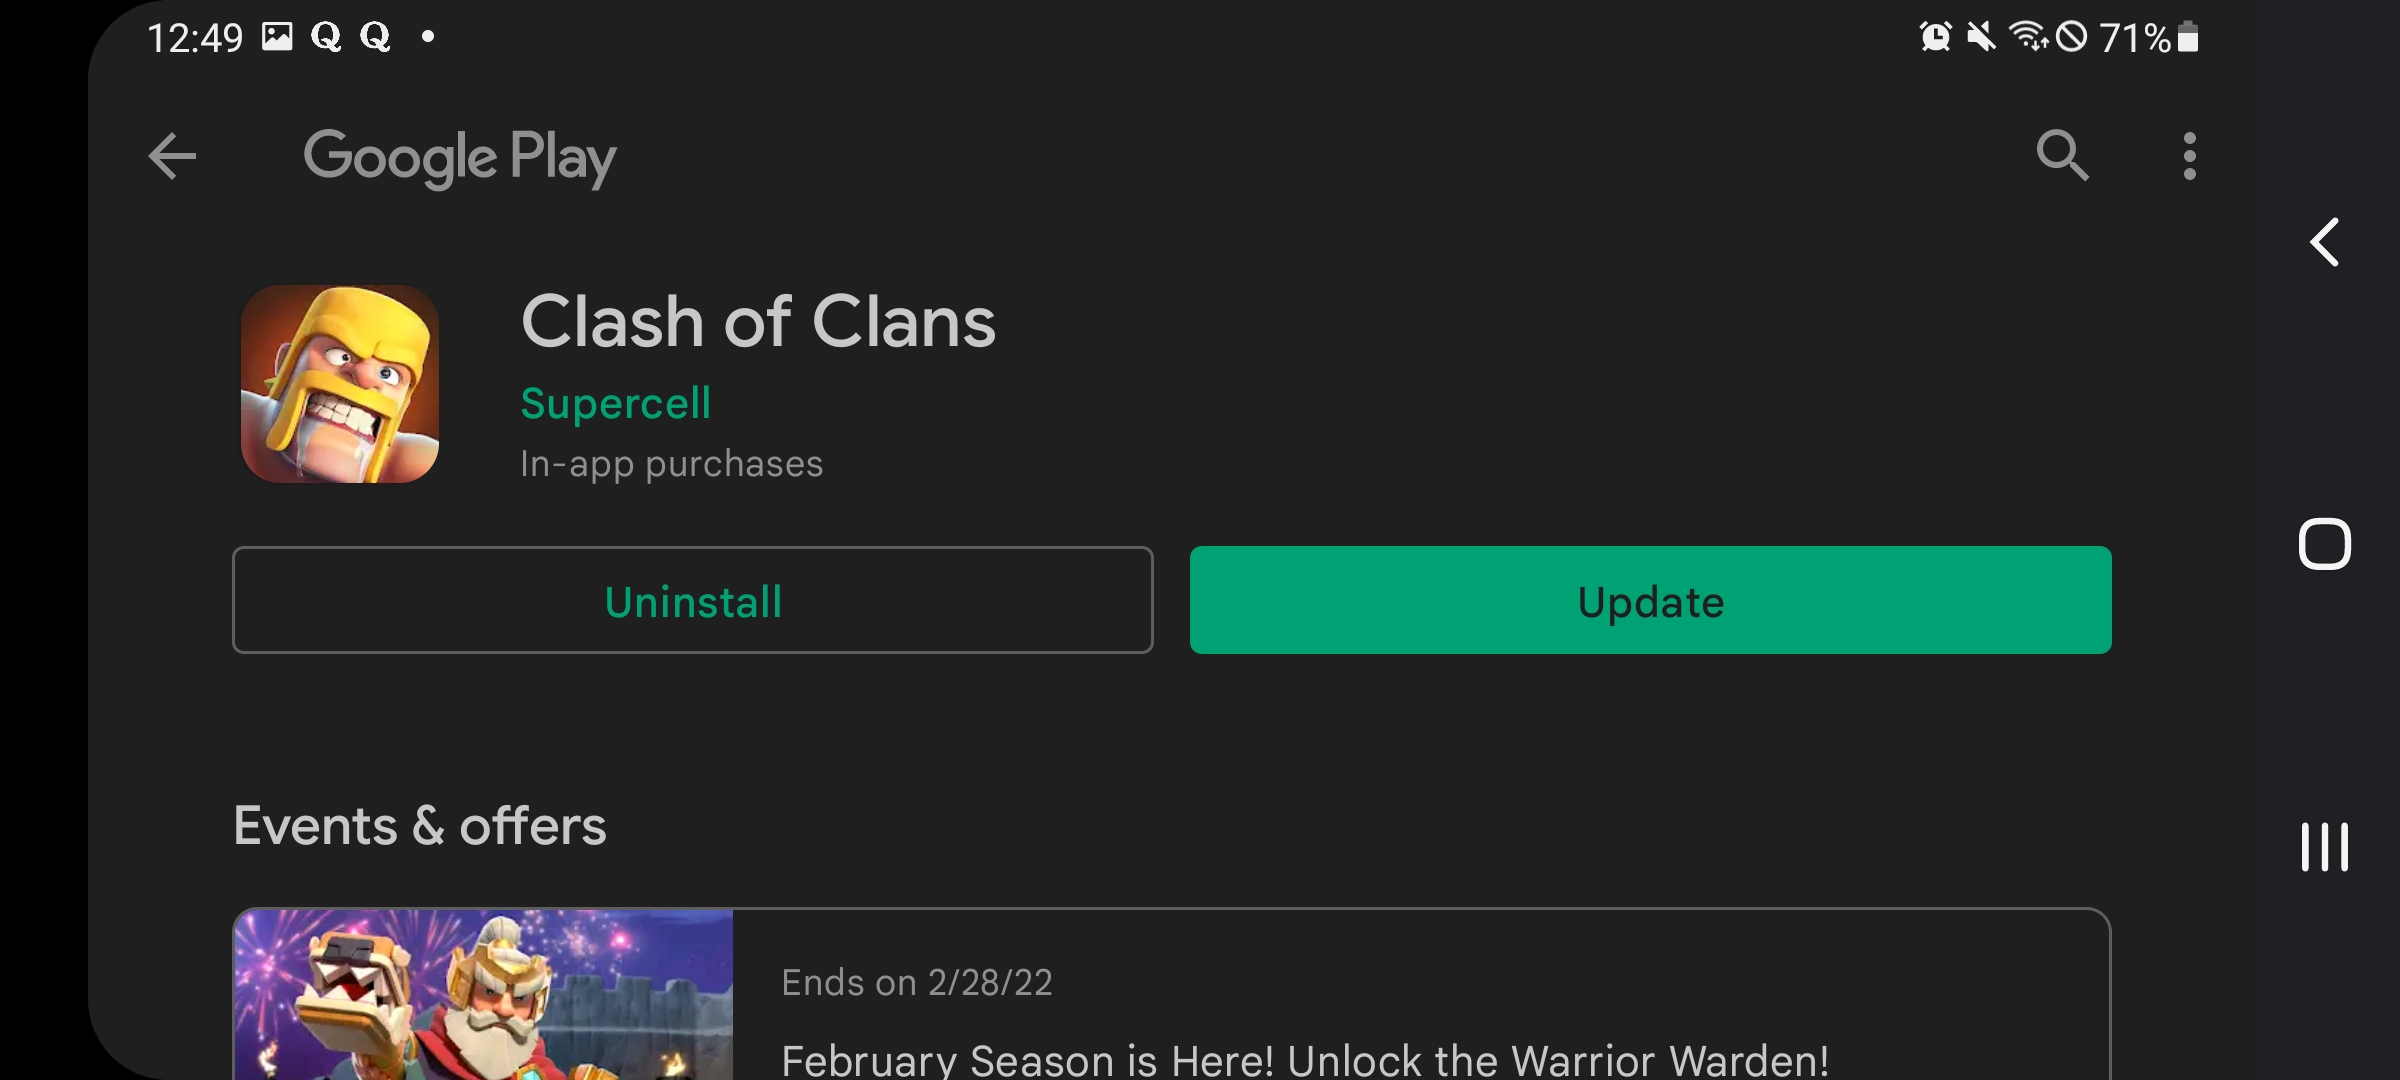 12:49 71%
Google Play
Clash of Clans
Supercell
In-app purchases
Uninstall Update
Events & offers
Ends on 2/28/22
February Season is Here! Unlock the Warrior Warden!